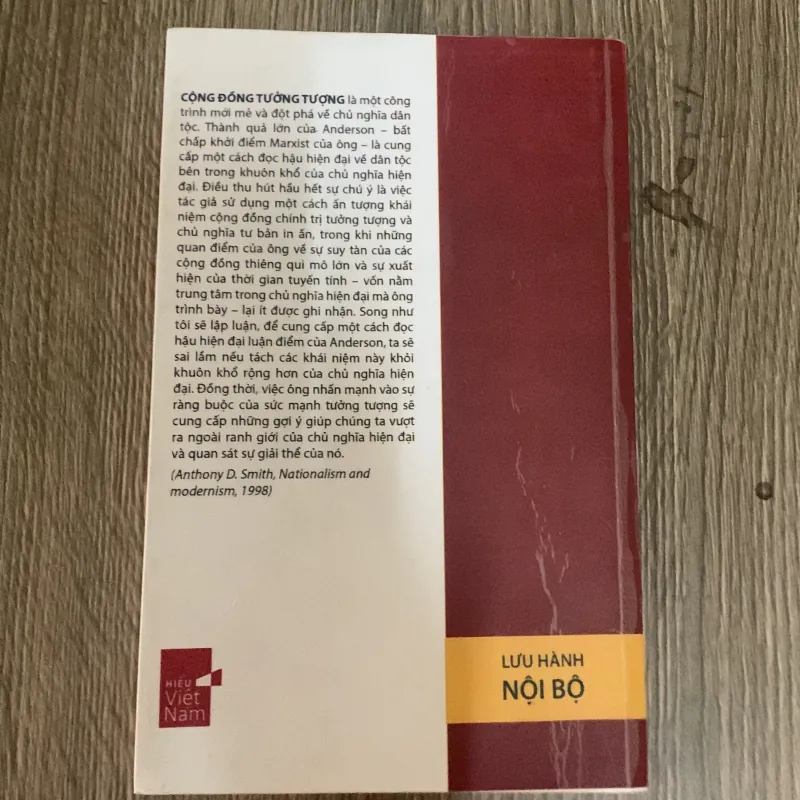 CỘNG ĐỒNG TƯỞNG TƯỢNG là một công
trình mới mẻ và đột phá về chủ nghĩa dân
tộc. Thành quả lớn của Anderson – bất
chấp khởi điểm Marxist của ông – là cung
cấp một cách đọc hậu hiện đại về dân tộc
bên trong khuôn khổ của chủ nghĩa hiện
đại. Điều thu hút hầu hết sự chú ý là việc
tác giả sử dụng một cách ấn tượng khái
niệm cộng đồng chính trị tưởng tượng và
chủ nghĩa tư bản in ấn, trong khi những
quan điểm của ông về sự suy tàn của các
cộng đồng thiêng qui mô lớn và sự xuất
hiện của thời gian tuyến tính – vốn nằm
trung tâm trong chủ nghĩa hiện đại mà ông
trình bày – lại ít được ghi nhận. Song như
tôi sẽ lập luận, để cung cấp một cách đọc
hậu hiện đại luận điểm của Anderson, ta sẽ
sai lầm nếu tách các khái niệm này khỏi
khuôn khổ rộng hơn của chủ nghĩa hiện
đại. Đồng thời, việc ông nhấn mạnh vào sự
ràng buộc của sức mạnh tưởng tượng sẽ
cung cấp những gợi ý giúp chúng ta vượt
ra ngoài ranh giới của chủ nghĩa hiện đại
và quan sát sự giải thể của nó.
(Anthony D. Smith, Nationalism and
modernism, 1998)
HIỂU
Việt
Nam
LƯU HÀNH
NỘI BỘ